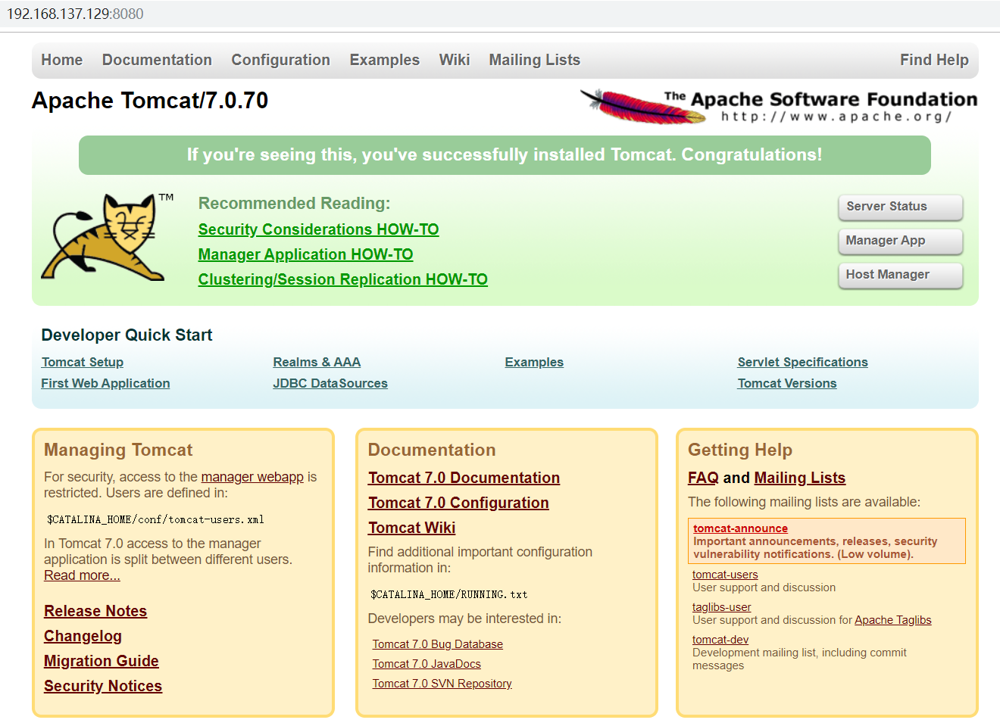 192.168.137.129:8080
Home Documentation Configuration Examples Wiki Mailing Lists Find Help
Apache Tomcat/7.0.70
The Apache Software Foundation
http://www.apache.org/
If you're seeing this, you've successfully installed Tomcat. Congratulations!
TM
Recommended Reading:
Security Considerations HOW-TO
Manager Application HOW-TO
Clustering/Session Replication HOW-TO
Server Status
Manager App
Host Manager
Developer Quick Start
Tomcat Setup
First Web Application
Realms & AAA
JDBC DataSources
Examples
Servlet Specifications
Tomcat Versions
Managing Tomcat
For security, access to the manager webapp is
restricted. Users are defined in:
$CATALINA_HOME/conf/tomcat-users.xml
In Tomcat 7.0 access to the manager
application is split between different users.
Read more...
Release Notes
Changelog
Migration Guide
Security Notices
Documentation
Tomcat 7.0 Documentation
Tomcat 7.0 Configuration
Tomcat Wiki
Find additional important configuration
information in:
$CATALINA_HOME/RUNNING.txt
Developers may be interested in:
Tomcat 7.0 Bug Database
Tomcat 7.0 JavaDocs
Tomcat 7.0 SVN Repository
Getting Help
FAQ and Mailing Lists
The following mailing lists are available:
tomcat-announce
Important announcements, releases, security
vulnerability notifications. (Low volume).
tomcat-users
User support and discussion
taglibs-user
User support and discussion for Apache Taglibs
tomcat-dev
Development mailing list, including commit
messages